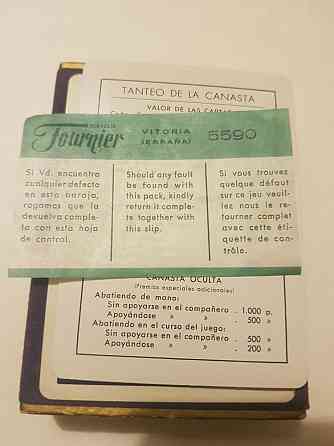 TANTEO DE LA CANASTA
VALOR DE LAS CARTAS
Fournier
VITORIA
(ESPAÑA)
5590
Si Vd. encuentra
cualquier defecto
en esta baraja,
rogamos que la
devuelva comple-
ta con esta hoja
de control.
Should any fault
be found with
this pack, kindly
return it comple-
te together with
this slip.
Si vous trouvez
quelque défaut
sur ce jeu veuil-
lez nous le re-
tourner complet
avec cette éti-
quette de con-
trôle.
CANASTA OCULTA
(Premios especiales adicionales)
Abatiendo de mano:
Sin apoyarse en el compañero . 1.000 p.
Apoyándose » » . 500 »
Abatiendo en el curso del juego:
Sin apoyarse en el compañero . 500 »
Apoyándose » » . 200 »